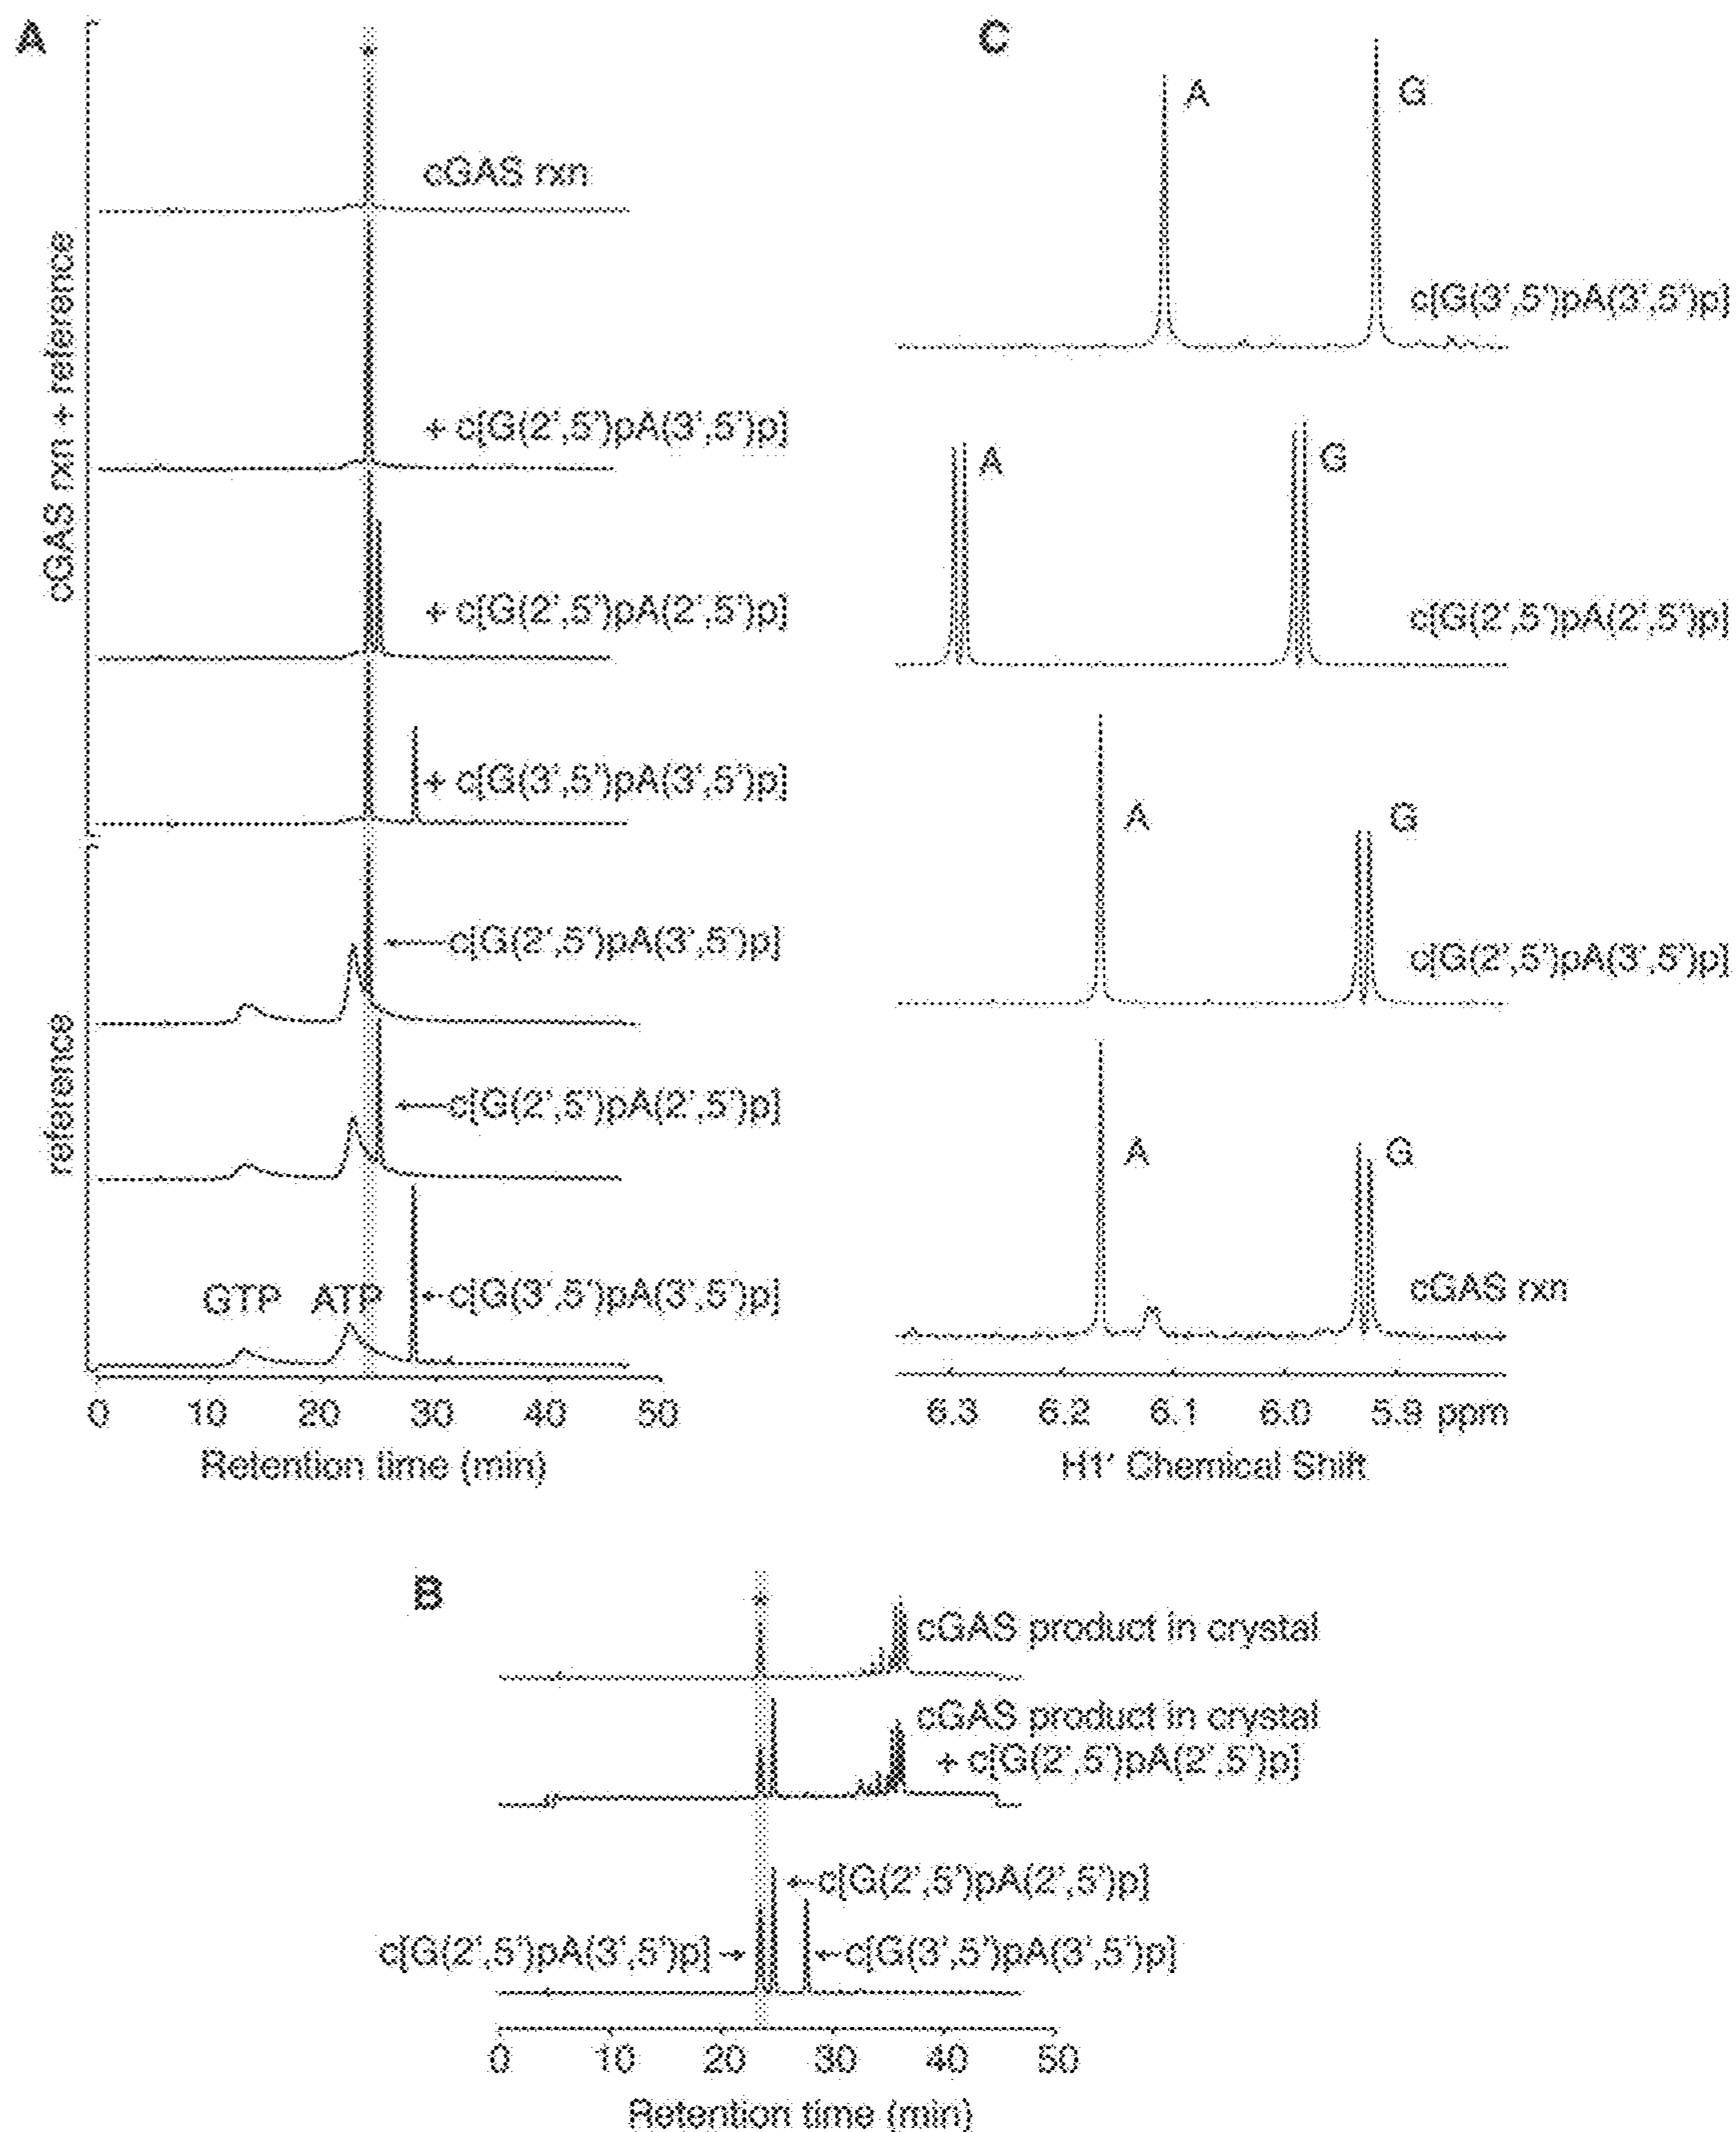 A
cGAS rxn + reference
cGAS rxn
+ c[G(2',5')pA(3',5')p]
+ c[G(2',5')pA(2',5')p]
+ c[G(3',5')pA(3',5')p]
reference
c[G(2',5')pA(3',5')p]
c[G(2',5')pA(2',5')p]
GTP ATP c[G(3',5')pA(3',5')p]
0 10 20 30 40 50
Retention time (min)
C
A G
c[G(3',5')pA(3',5')p]
A G
c[G(2',5')pA(2',5')p]
A G
c[G(2',5')pA(3',5')p]
A G
cGAS rxn
6.3 6.2 6.1 6.0 5.9 ppm
H1' Chemical Shift
B
cGAS product in crystal
cGAS product in crystal
+ c[G(2',5')pA(2',5')p]
c[G(2',5')pA(2',5')p]
c[G(2',5')pA(3',5')p] c[G(3',5')pA(3',5')p]
0 10 20 30 40 50
Retention time (min)